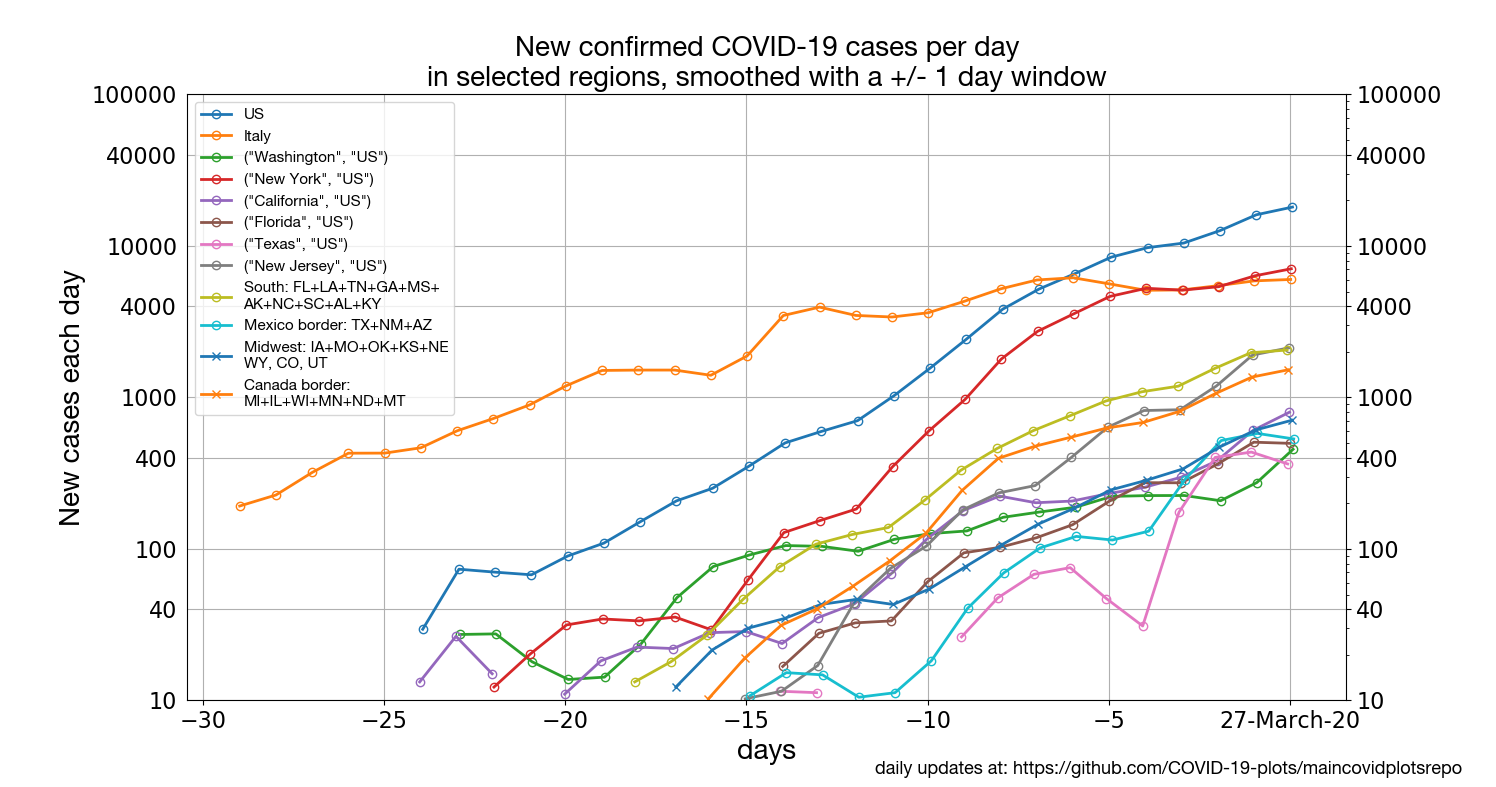 New confirmed COVID-19 cases per day
in selected regions, smoothed with a +/- 1 day window
New cases each day
100000
40000
10000
4000
1000
400
100
40
10
US
Italy
("Washington", "US")
("New York", "US")
("California", "US")
("Florida", "US")
("Texas", "US")
("New Jersey", "US")
South: FL+LA+TN+GA+MS+
AK+NC+SC+AL+KY
Mexico border: TX+NM+AZ
Midwest: IA+MO+OK+KS+NE
WY, CO, UT
Canada border:
MI+IL+WI+MN+ND+MT
100000
40000
10000
4000
1000
400
100
40
10
−30 −25 −20 −15 −10 −5 27-March-20
days
daily updates at: https://github.com/COVID-19-plots/maincovidplotsrepo